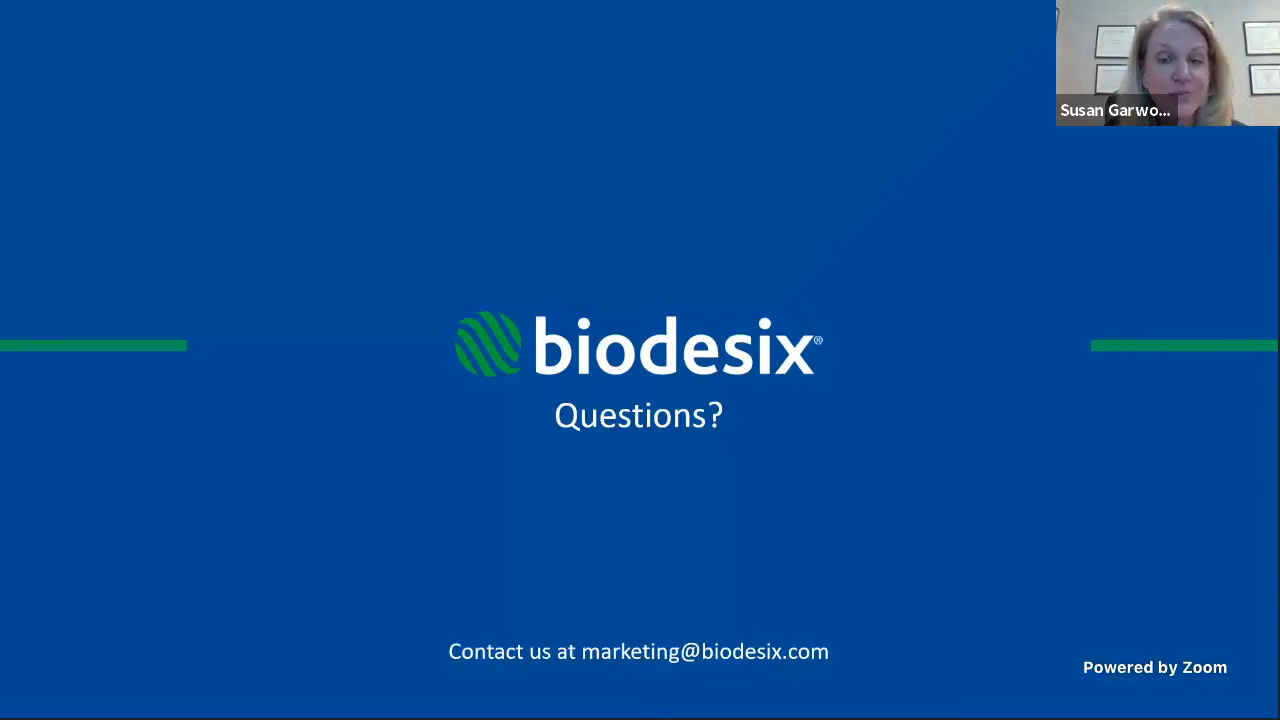 Susan Garwo...
biodesix®
Questions?
Contact us at marketing@biodesix.com
Powered by Zoom